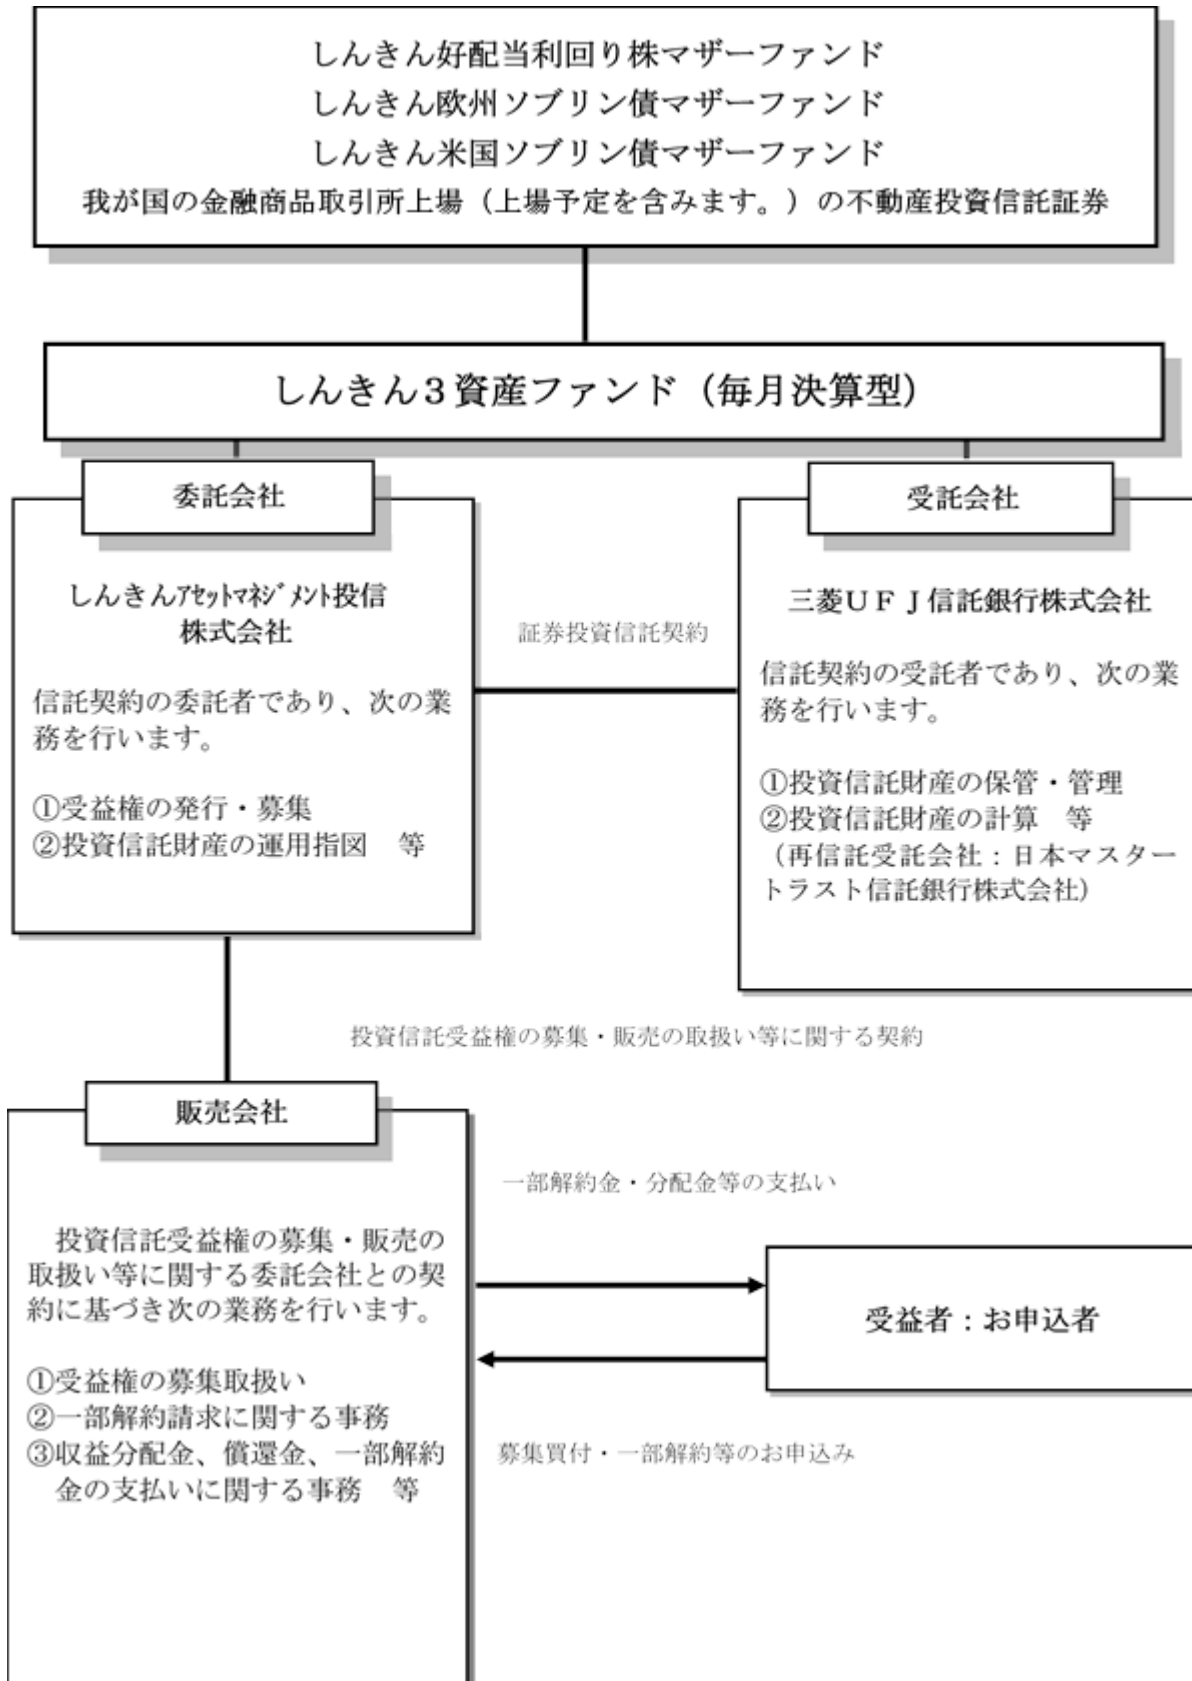 しんきん好配当利回り株マザーファンド
しんきん欧州ソブリン債マザーファンド
しんきん米国ソブリン債マザーファンド
我が国の金融商品取引所上場（上場予定を含みます。）の不動産投資信託証券
しんきん３資産ファンド（毎月決算型）
委託会社
しんきんｱｾｯﾄﾏﾈｼﾞﾒﾝﾄ投信
株式会社
信託契約の委託者であり、次の業
務を行います。
①受益権の発行・募集
②投資信託財産の運用指図　等
証券投資信託契約
受託会社
三菱ＵＦＪ信託銀行株式会社
信託契約の受託者であり、次の業
務を行います。
①投資信託財産の保管・管理
②投資信託財産の計算　等
（再信託受託会社：日本マスター
トラスト信託銀行株式会社）
投資信託受益権の募集・販売の取扱い等に関する契約
販売会社
投資信託受益権の募集・販売の
取扱い等に関する委託会社との契
約に基づき次の業務を行います。
①受益権の募集取扱い
②一部解約請求に関する事務
③収益分配金、償還金、一部解約
金の支払いに関する事務　等
一部解約金・分配金等の支払い
受益者：お申込者
募集買付・一部解約等のお申込み